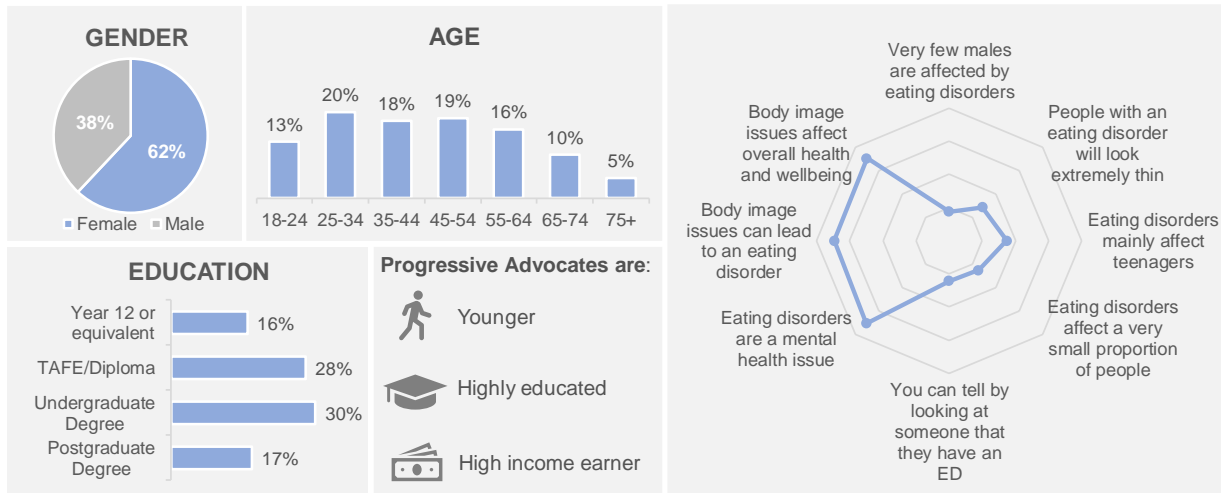 GENDER
38%
62%
Female
Male
AGE
13%
20%
18%
19%
16%
10%
5%
18-24
25-34
35-44
45-54
55-64
65-74
75+
EDUCATION
Year 12 or
equivalent
16%
TAFE/Diploma
28%
Undergraduate
Degree
30%
Postgraduate
Degree
17%
Progressive Advocates are:
Younger
Highly educated
High income earner
Very few males
are affected by
eating disorders
People with an
eating disorder
will look
extremely thin
Eating disorders
mainly affect
teenagers
Eating disorders
affect a very
small proportion
of people
You can tell by
looking at
someone that
they have an
ED
Eating disorders
are a mental
health issue
Body image
issues can lead
to an eating
disorder
Body image
issues affect
overall health
and wellbeing